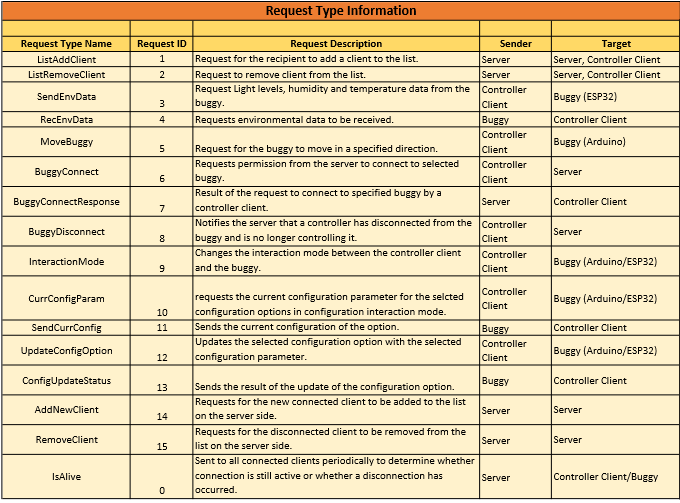 Request Type Information
Request Type Name Request ID Request Description Sender Target
ListAddClient 1 Request for the recipient to add a client to the list. Server Server, Controller Client
ListRemoveClient 2 Request to remove client from the list. Server Server, Controller Client
SendEnvData 3 Request Light levels, humidity and temperature data from the
buggy. Controller
Client Buggy (ESP32)
RecEnvData 4 Requests environmental data to be received. Buggy Controller Client
MoveBuggy 5 Request for the buggy to move in a specified direction. Controller
Client Buggy (Arduino)
BuggyConnect 6 Requests permission from the server to connect to selected
buggy. Controller
Client Server
BuggyConnectResponse 7 Result of the request to connect to specified buggy by a
controller client. Server Controller Client
BuggyDisconnect 8 Notifies the server that a controller has disconnected from the
buggy and is no longer controlling it. Controller
Client Server
InteractionMode 9 Changes the interaction mode between the controller client
and the buggy. Controller
Client Buggy (Arduino/ESP32)
CurrConfigParam 10 requests the current configuration parameter for the selcted
configuration options in configuration interaction mode. Controller
Client Buggy (Arduino/ESP32)
SendCurrConfig 11 Sends the current configuration of the option. Buggy Controller Client
UpdateConfigOption 12 Updates the selected configuration option with the selected
configuration parameter. Controller
Client Buggy (Arduino/ESP32)
ConfigUpdateStatus 13 Sends the result of the update of the configuration option. Buggy Controller Client
AddNewClient 14 Requests for the new connected client to be added to the list
on the server side. Server Server
RemoveClient 15 Requests for the disconnected client to be removed from the
list on the server side. Server Server
IsAlive 0 Sent to all connected clients periodically to determine whether
connection is still active or whether a disconnection has
occurred. Server Controller Client/Buggy